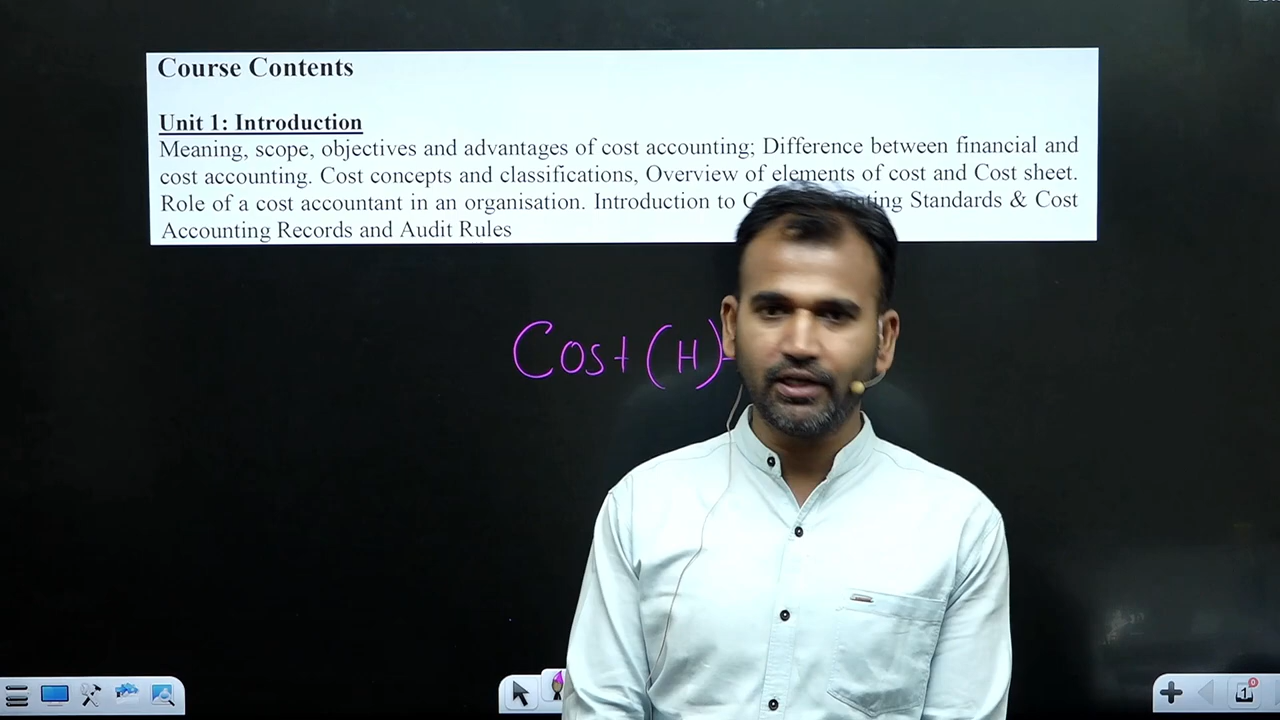 Course Contents
Unit 1: Introduction
Meaning, scope, objectives and advantages of cost accounting; Difference between financial and
cost accounting. Cost concepts and classifications, Overview of elements of cost and Cost sheet.
Role of a cost accountant in an organisation. Introduction to Standards & Cost
Accounting Records and Audit Rules
Cost (H)
1
0